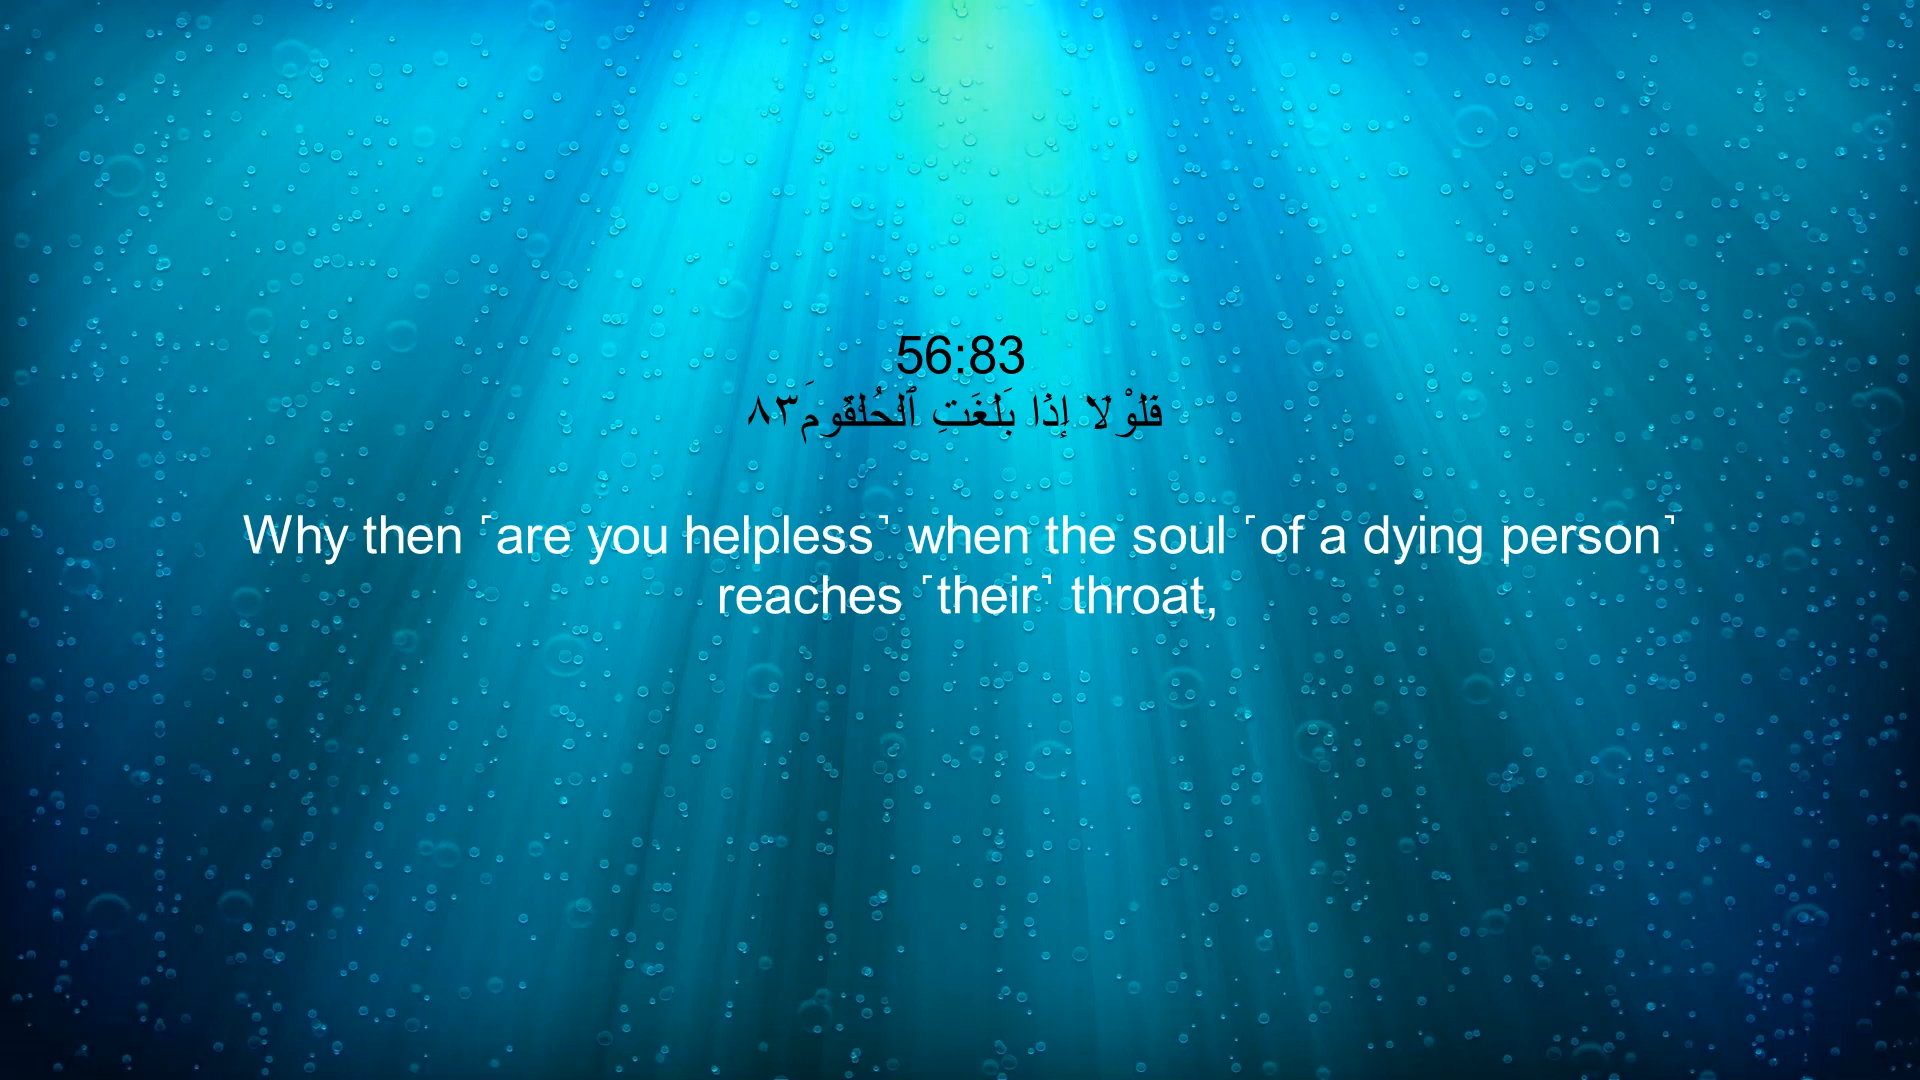 56:83
فَلَوْلَا إِذَا بَلَغَتِ ٱلْحُلْقُومَ٨٣
Why then ˹are you helpless˺ when the soul ˹of a dying person˺
reaches ˹their˺ throat,